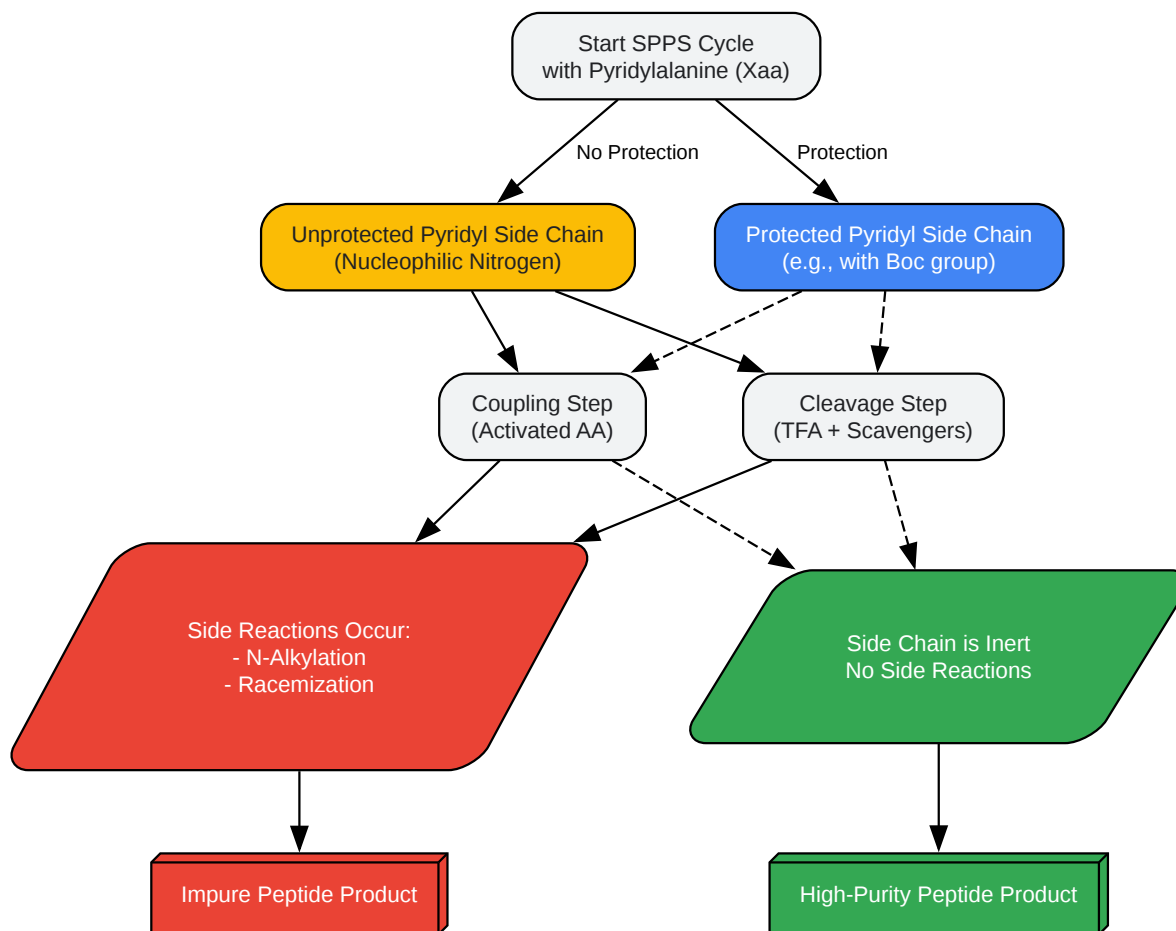 Start SPPS Cycle
with Pyridylalanine (Xaa)
No Protection
Protection
Unprotected Pyridyl Side Chain
(Nucleophilic Nitrogen)
Protected Pyridyl Side Chain
(e.g., with Boc group)
Coupling Step
(Activated AA)
Cleavage Step
(TFA + Scavengers)
Side Reactions Occur:
- N-Alkylation
- Racemization
Side Chain is Inert
No Side Reactions
Impure Peptide Product
High-Purity Peptide Product